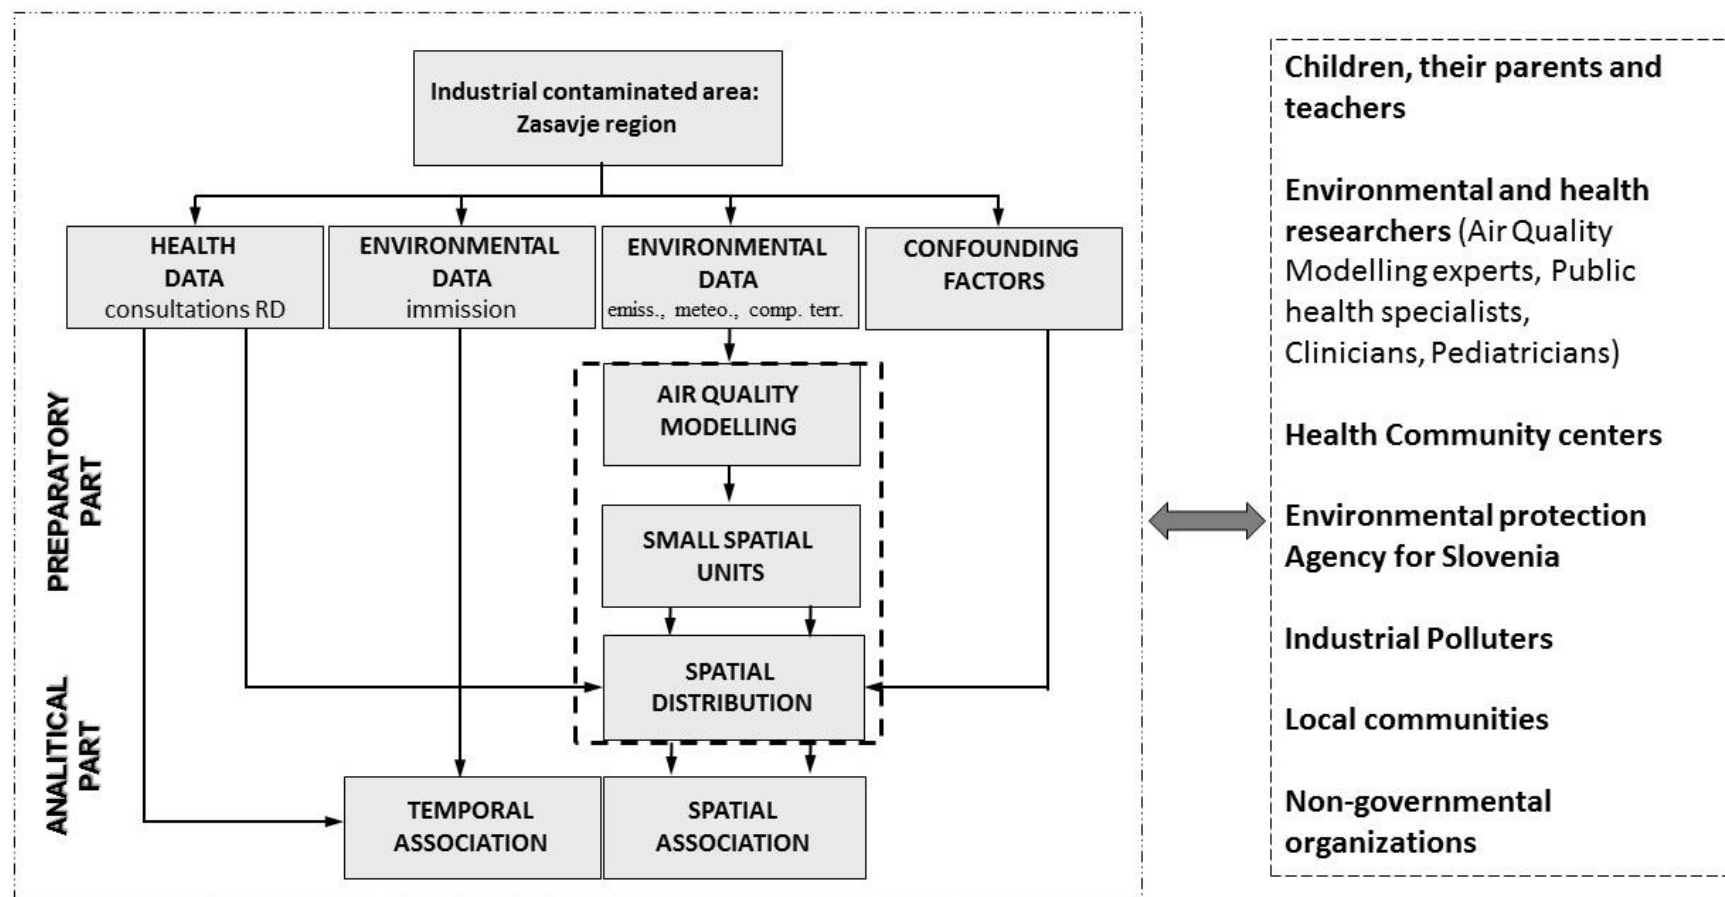 Industrial contaminated area:
Zasavje region
HEALTH
DATA
consultations RD
ENVIRONMENTAL
DATA
immission
ENVIRONMENTAL
DATA
emiss., meteo., comp. terr.
CONFOUNDING
FACTORS
PREPARATORY
PART
AIR QUALITY
MODELLING
SMALL SPATIAL
UNITS
ANALITICAL
PART
SPATIAL
DISTRIBUTION
TEMPORAL
ASSOCIATION
SPATIAL
ASSOCIATION
Children, their parents and
teachers
Environmental and health
researchers (Air Quality
Modelling experts, Public
health specialists,
Clinicians, Pediatricians)
Health Community centers
Environmental protection
Agency for Slovenia
Industrial Polluters
Local communities
Non-governmental
organizations